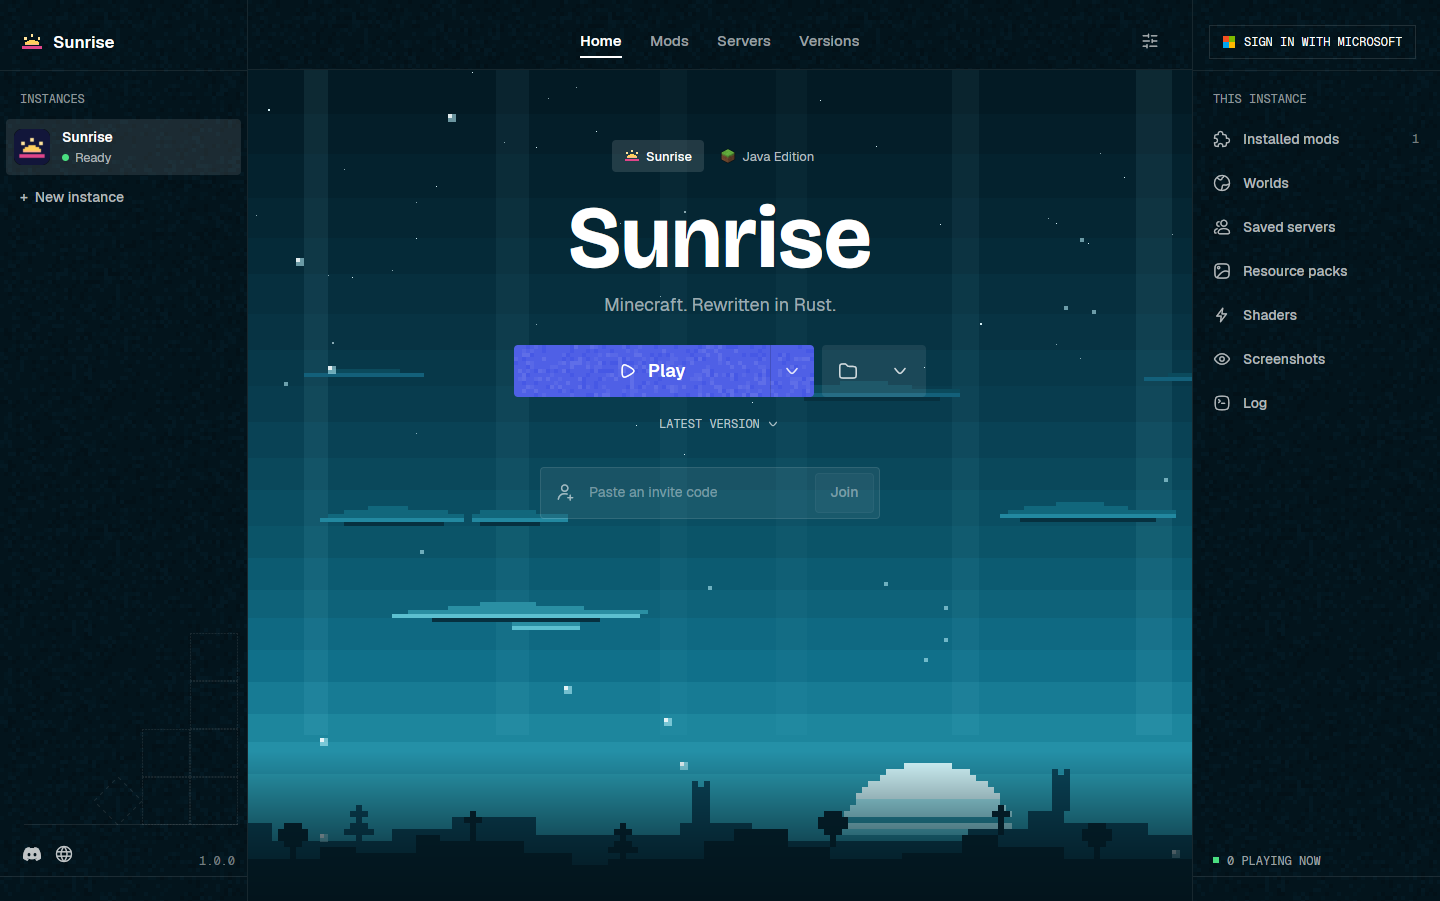 Sunrise
Home
Mods
Servers
Versions
SIGN IN WITH MICROSOFT
INSTANCES
Sunrise
Ready
+ New instance
Sunrise
Java Edition
Sunrise
Minecraft. Rewritten in Rust.
Play
LATEST VERSION
Paste an invite code
Join
THIS INSTANCE
Installed mods 1
Worlds
Saved servers
Resource packs
Shaders
Screenshots
Log
1.0.0
0 PLAYING NOW